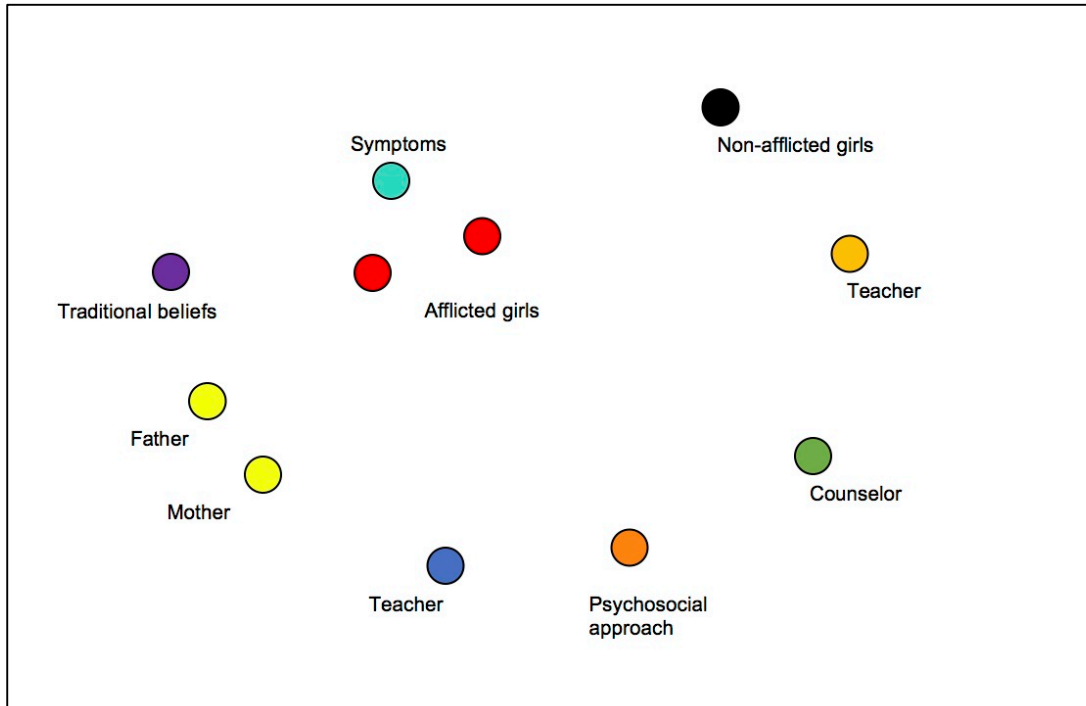 Symptoms
Non-afflicted girls
Teacher
Traditional beliefs
Afflicted girls
Father
Mother
Counselor
Teacher
Psychosocial
approach